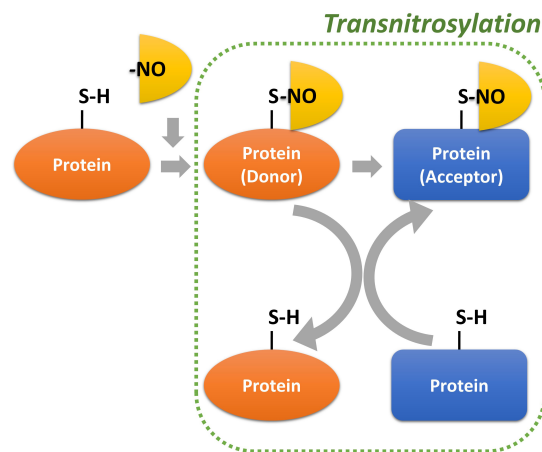 Transnitrosylation
-NO
S-H
S-NO
S-NO
Protein
Protein
(Donor)
Protein
(Acceptor)
S-H
S-H
Protein
Protein